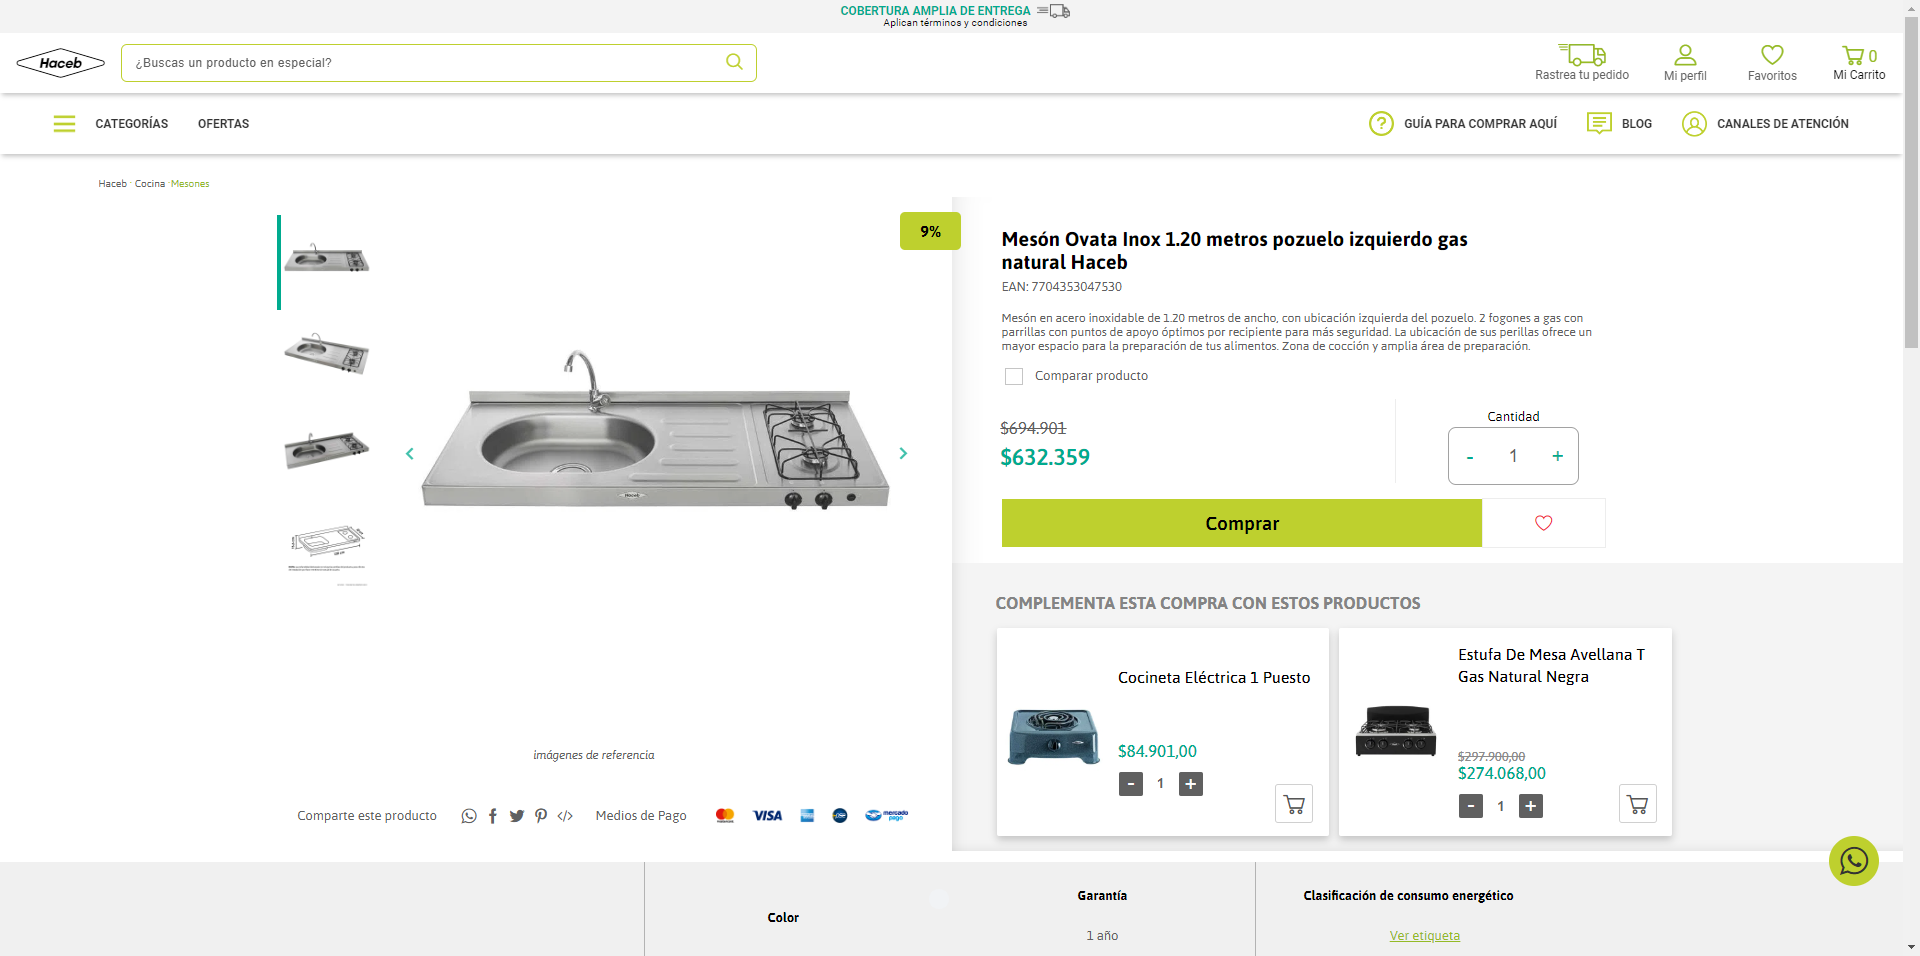 COBERTURA AMPLIA DE ENTREGA
Aplican términos y condiciones
Haceb
¿Buscas un producto en especial?
Rastrea tu pedido
Mi perfil
Favoritos
0
Mi Carrito
CATEGORÍAS
OFERTAS
GUÍA PARA COMPRAR AQUÍ
BLOG
CANALES DE ATENCIÓN
Haceb · Cocina · Mesones
9%
Mesón Ovata Inox 1.20 metros pozuelo izquierdo gas
natural Haceb
EAN: 7704353047530
Mesón en acero inoxidable de 1.20 metros de ancho, con ubicación izquierda del pozuelo. 2 fogones a gas con
parrillas con puntos de apoyo óptimos por recipiente para más seguridad. La ubicación de sus perillas ofrece un
mayor espacio para la preparación de tus alimentos. Zona de cocción y amplia área de preparación.
Comparar producto
$694.901
$632.359
Cantidad
- 1 +
Comprar
Haceb
COMPLEMENTA ESTA COMPRA CON ESTOS PRODUCTOS
Cocineta Eléctrica 1 Puesto
$84.901,00
- 1 +
Estufa De Mesa Avellana T
Gas Natural Negra
$297.900,00
$274.068,00
- 1 +
imágenes de referencia
Comparte este producto
Medios de Pago
VISA
mercado
pago
Color
Garantía
1 año
Clasificación de consumo energético
Ver etiqueta